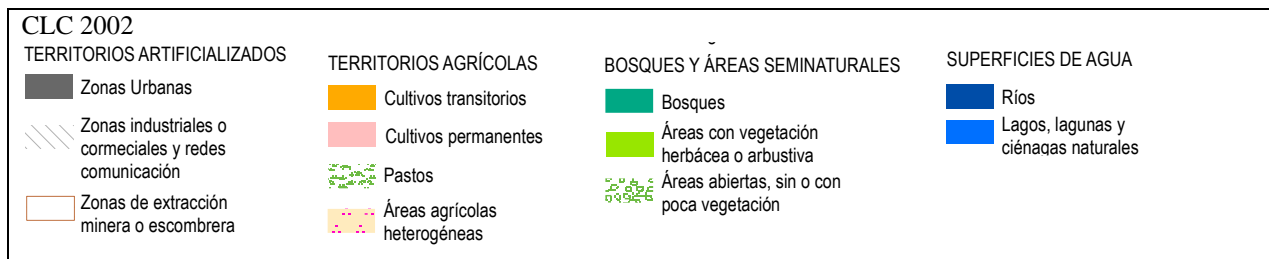 CLC 2002
TERRITORIOS ARTIFICIALIZADOS
Zonas Urbanas
Zonas industriales o
cormeciales y redes
comunicación
Zonas de extracción
minera o escombrera
TERRITORIOS AGRÍCOLAS
Cultivos transitorios
Cultivos permanentes
Pastos
Áreas agrícolas
heterogéneas
BOSQUES Y ÁREAS SEMINATURALES
Bosques
Áreas con vegetación
herbácea o arbustiva
Áreas abiertas, sin o con
poca vegetación
SUPERFICIES DE AGUA
Ríos
Lagos, lagunas y
ciénagas naturales